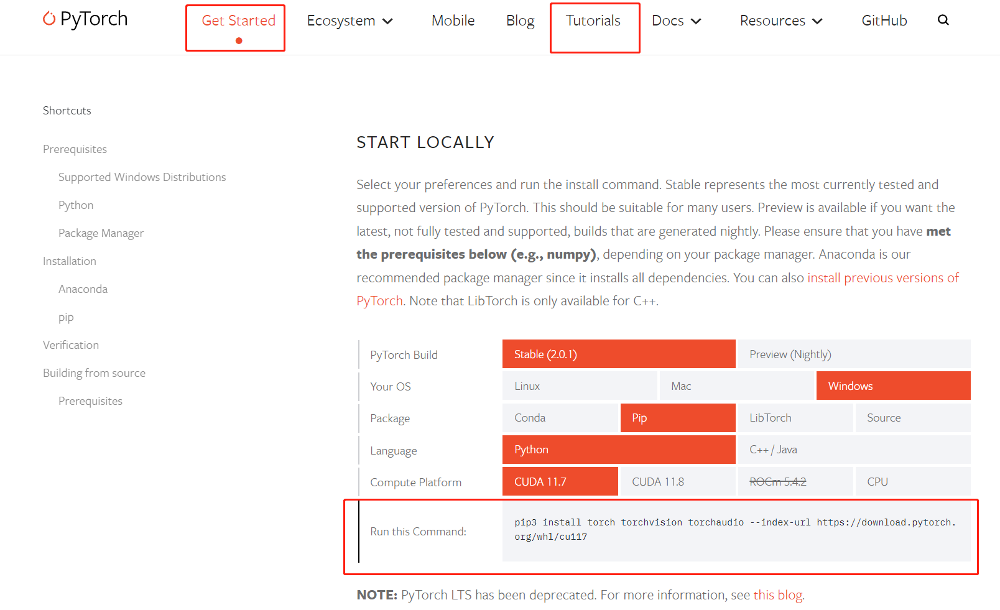 PyTorch
Get Started
Ecosystem
Mobile
Blog
Tutorials
Docs
Resources
GitHub
Shortcuts
Prerequisites
Supported Windows Distributions
Python
Package Manager
Installation
Anaconda
pip
Verification
Building from source
Prerequisites
START LOCALLY
Select your preferences and run the install command. Stable represents the most currently tested and
supported version of PyTorch. This should be suitable for many users. Preview is available if you want the
latest, not fully tested and supported, builds that are generated nightly. Please ensure that you have met
the prerequisites below (e.g., numpy), depending on your package manager. Anaconda is our
recommended package manager since it installs all dependencies. You can also install previous versions of
PyTorch. Note that LibTorch is only available for C++.
PyTorch Build
Stable (2.0.1)
Preview (Nightly)
Your OS
Linux
Mac
Windows
Package
Conda
Pip
LibTorch
Source
Language
Python
C++ / Java
Compute Platform
CUDA 11.7
CUDA 11.8
ROCm 5.4.2
CPU
Run this Command:
pip3 install torch torchvision torchaudio --index-url https://download.pytorch.
org/whl/cu117
NOTE: PyTorch LTS has been deprecated. For more information, see this blog.